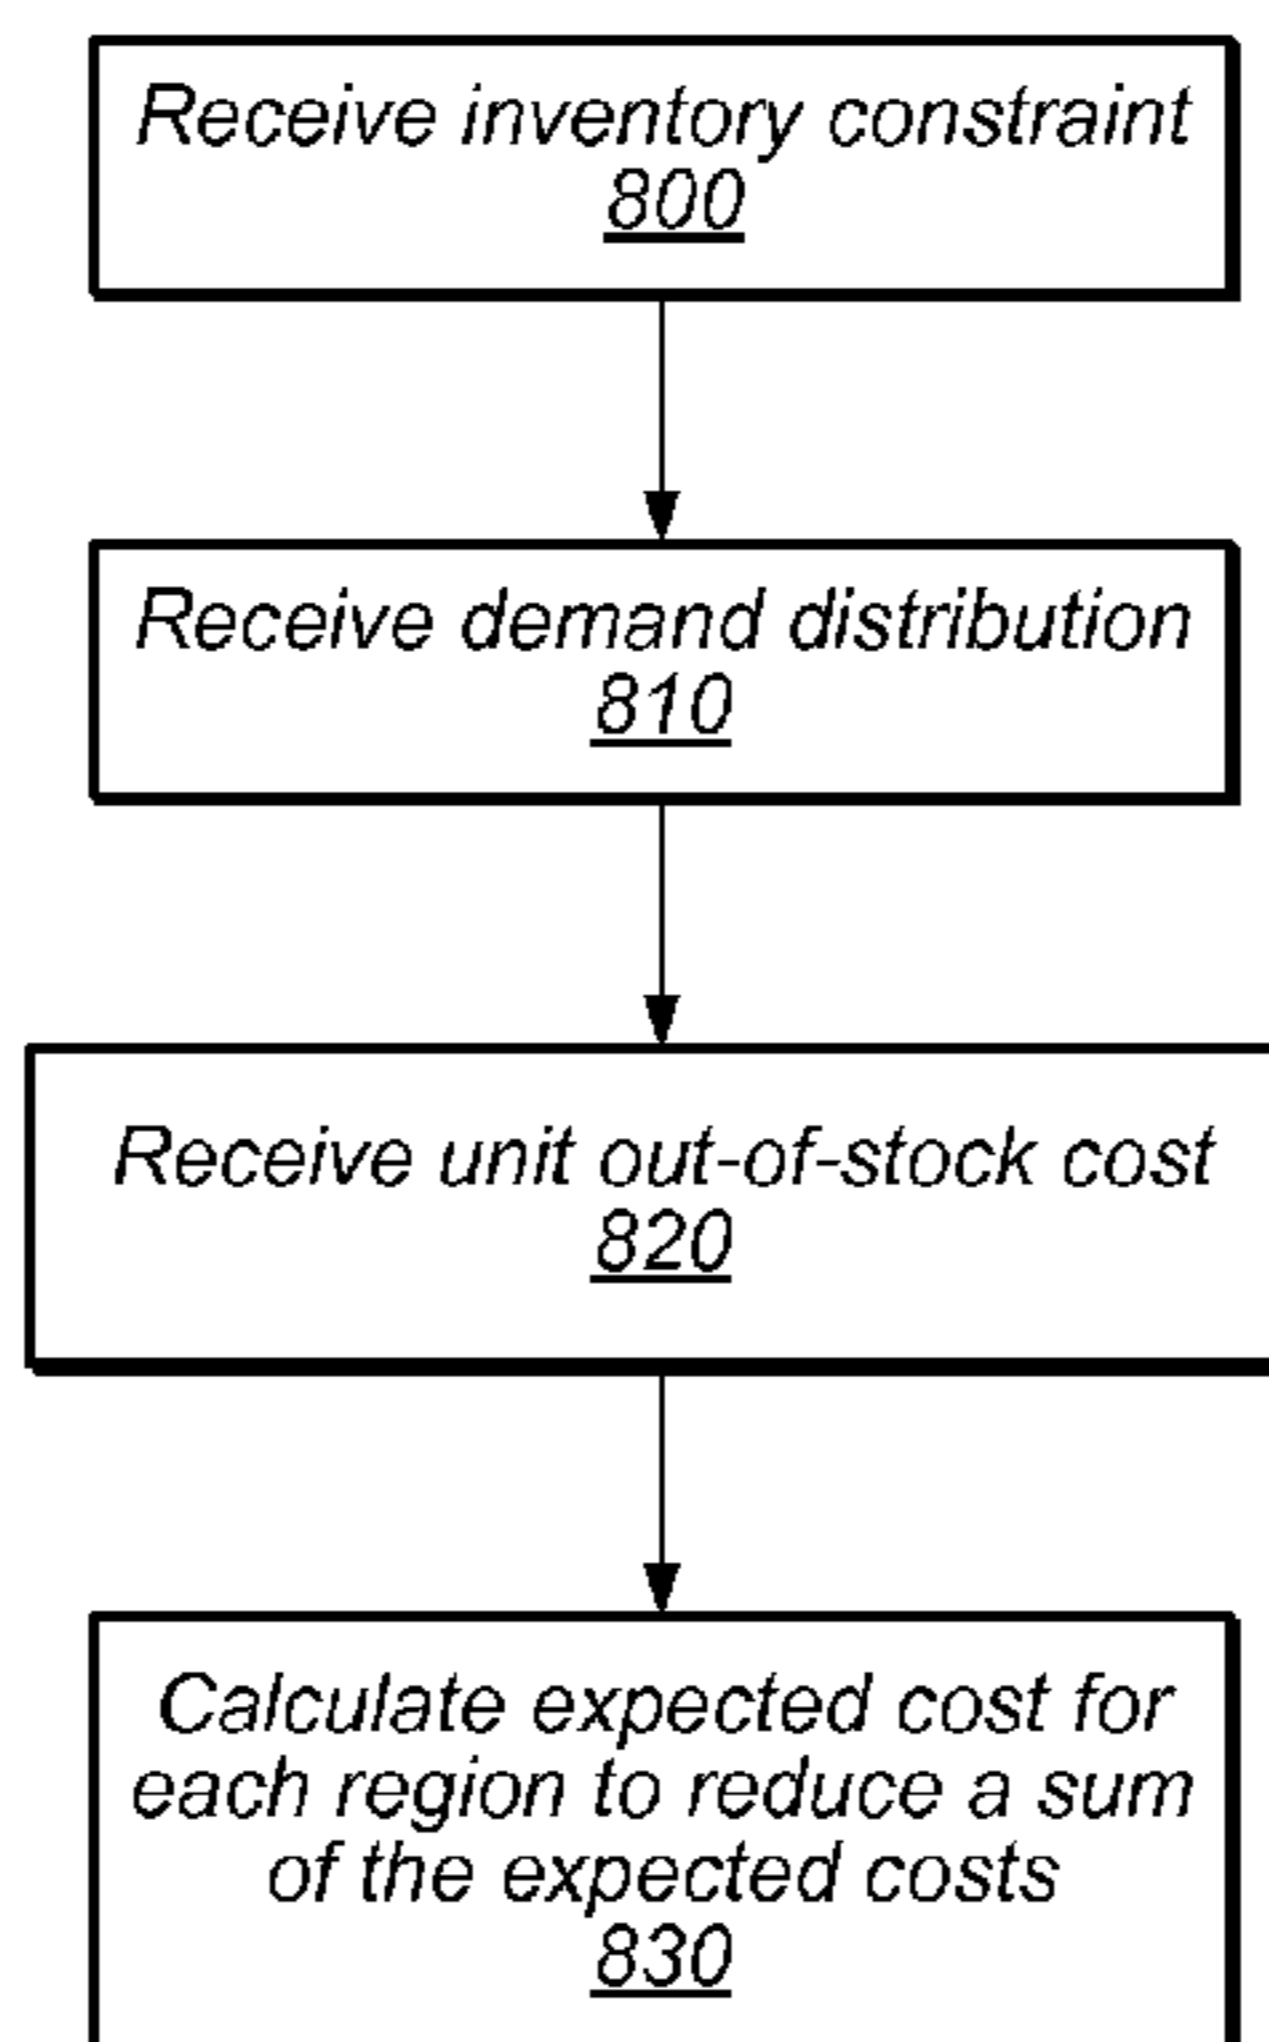 Receive inventory constraint
800
Receive demand distribution
810
Receive unit out-of-stock cost
820
Calculate expected cost for
each region to reduce a sum
of the expected costs
830